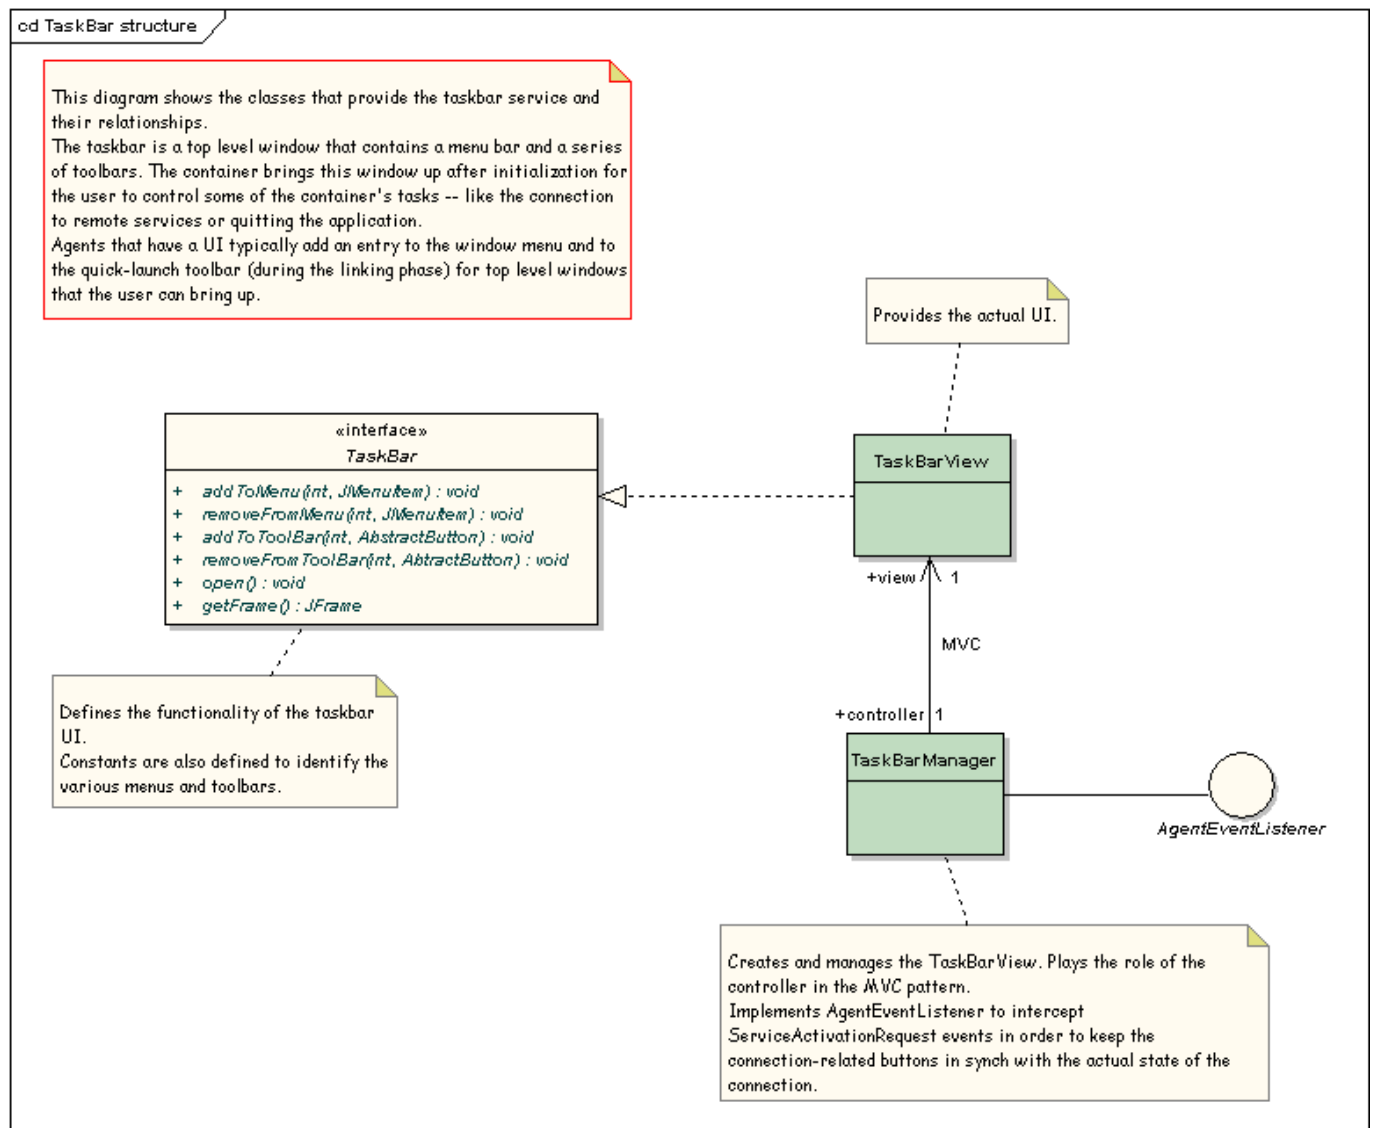 cd TaskBar structure
This diagram shows the classes that provide the taskbar service and
their relationships.
The taskbar is a top level window that contains a menu bar and a series
of toolbars. The container brings this window up after initialization for
the user to control some of the container's tasks -- like the connection
to remote services or quitting the application.
Agents that have a UI typically add an entry to the window menu and to
the quick-launch toolbar (during the linking phase) for top level windows
that the user can bring up.
Provides the actual UI.
«interface»
TaskBar
+ addToMenu(int, JMenuItem) : void
+ removeFromMenu(int, JMenuItem) : void
+ addToToolBar(int, AbstractButton) : void
+ removeFromToolBar(int, AbtractButton) : void
+ open() : void
+ getFrame() : JFrame
TaskBarView
+view 1
MVC
+controller 1
Defines the functionality of the taskbar
UI.
Constants are also defined to identify the
various menus and toolbars.
TaskBarManager
AgentEventListener
Creates and manages the TaskBarView. Plays the role of the
controller in the MVC pattern.
Implements AgentEventListener to intercept
ServiceActivationRequest events in order to keep the
connection-related buttons in synch with the actual state of the
connection.